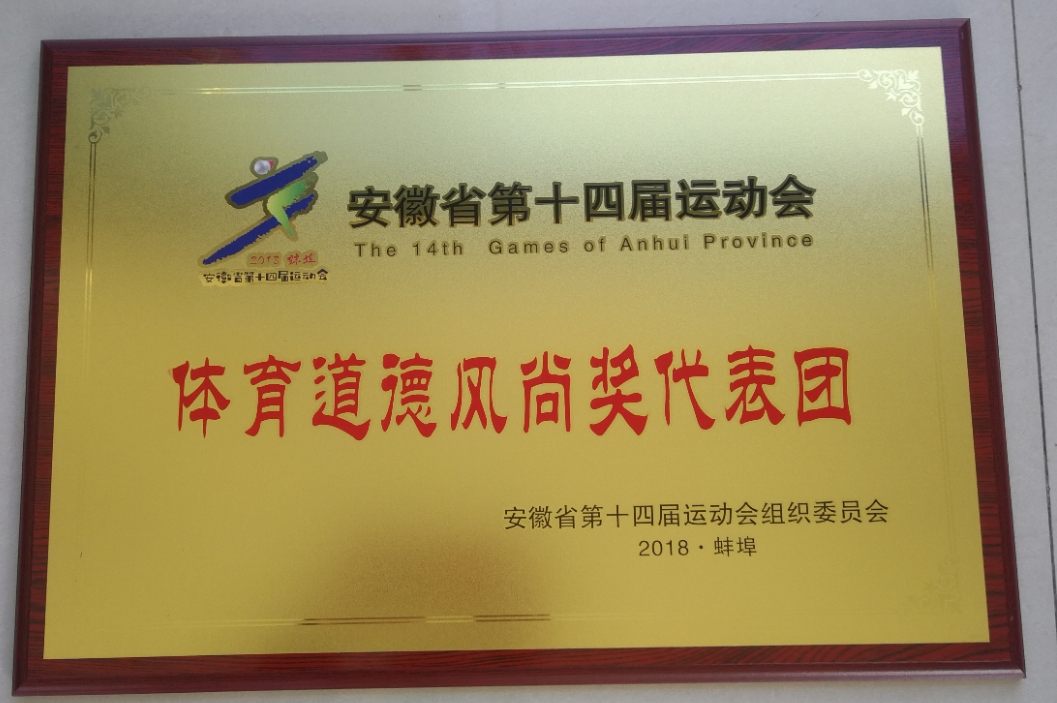 安徽省第十四届运动会
The 14th Games of Anhui Province
2018 蚌埠
安徽省第十四届运动会
体育道德风尚奖代表团
安徽省第十四届运动会组织委员会
2018·蚌埠